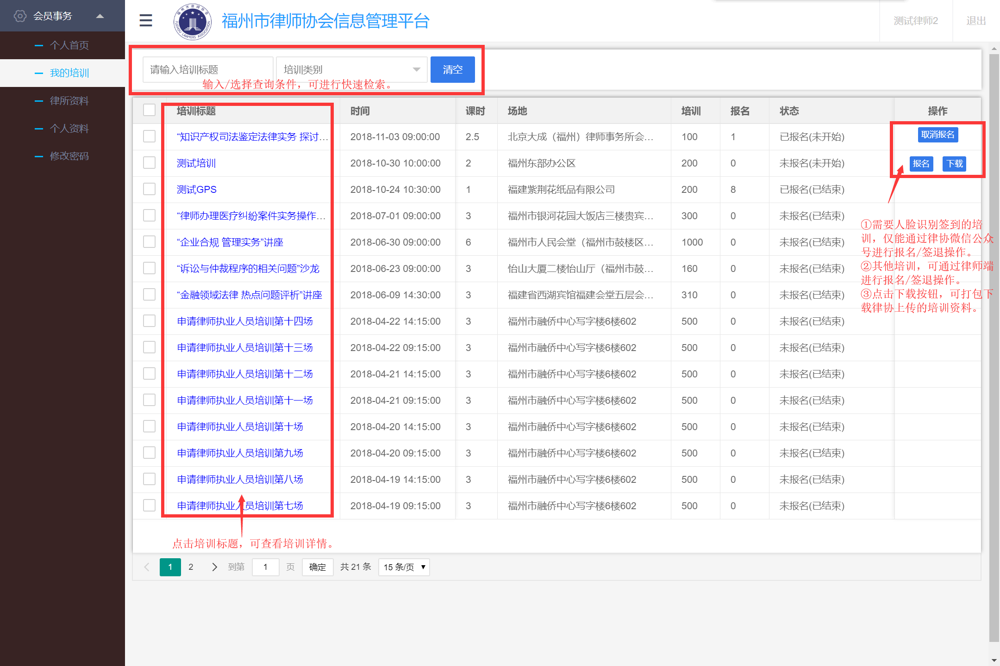 会员事务
个人首页
我的培训
律所资料
个人资料
修改密码
福州市律师协会
FUZHOU LAWYERS ASSOCIATION
福州市律师协会信息管理平台
测试律师2
退出
请输入培训标题 培训类别 清空
输入/选择查询条件，可进行快速检索。
培训标题 时间 课时 场地 培训 报名 状态 操作
“知识产权司法鉴定法律实务 探讨… 2018-11-03 09:00:00 2.5 北京大成（福州）律师事务所会… 100 1 已报名(未开始) 取消报名
测试培训 2018-10-30 10:00:00 2 福州东部办公区 200 0 未报名(未开始) 报名 下载
测试GPS 2018-10-24 10:30:00 1 福建紫荆花纸品有限公司 200 8 已报名(已结束)
“律师办理医疗纠纷案件实务操作… 2018-07-01 09:00:00 3 福州市银河花园大饭店三楼贵宾… 300 0 未报名(已结束)
“企业合规 管理实务”讲座 2018-06-30 09:00:00 6 福州市人民会堂（福州市鼓楼区… 1000 0 未报名(已结束)
“诉讼与仲裁程序的相关问题”沙龙 2018-06-23 09:00:00 3 怡山大厦二楼怡山厅（福州市鼓… 160 0 未报名(已结束)
“金融领域法律 热点问题评析”讲座 2018-06-09 14:30:00 3 福建省西湖宾馆福建会堂五层会… 310 0 未报名(已结束)
申请律师执业人员培训第十四场 2018-04-22 14:15:00 3 福州市融侨中心写字楼6楼602 500 0 未报名(已结束)
申请律师执业人员培训第十三场 2018-04-22 09:15:00 3 福州市融侨中心写字楼6楼602 500 0 未报名(已结束)
申请律师执业人员培训第十二场 2018-04-21 14:15:00 3 福州市融侨中心写字楼6楼602 500 0 未报名(已结束)
申请律师执业人员培训第十一场 2018-04-21 09:15:00 3 福州市融侨中心写字楼6楼602 500 0 未报名(已结束)
申请律师执业人员培训第十场 2018-04-20 14:15:00 3 福州市融侨中心写字楼6楼602 500 0 未报名(已结束)
申请律师执业人员培训第九场 2018-04-20 09:15:00 3 福州市融侨中心写字楼6楼602 500 0 未报名(已结束)
申请律师执业人员培训第八场 2018-04-19 14:15:00 3 福州市融侨中心写字楼6楼602 500 0 未报名(已结束)
申请律师执业人员培训第七场 2018-04-19 09:15:00 3 福州市融侨中心写字楼6楼602 500 0 未报名(已结束)
①需要人脸识别签到的培
训，仅能通过律协微信公众
号进行报名/签退操作。
②其他培训，可通过律师端
进行报名/签退操作。
③点击下载按钮，可打包下
载律协上传的培训资料。
点击培训标题，可查看培训详情。
1 2 到第 1 页 确定 共 21 条 15 条/页